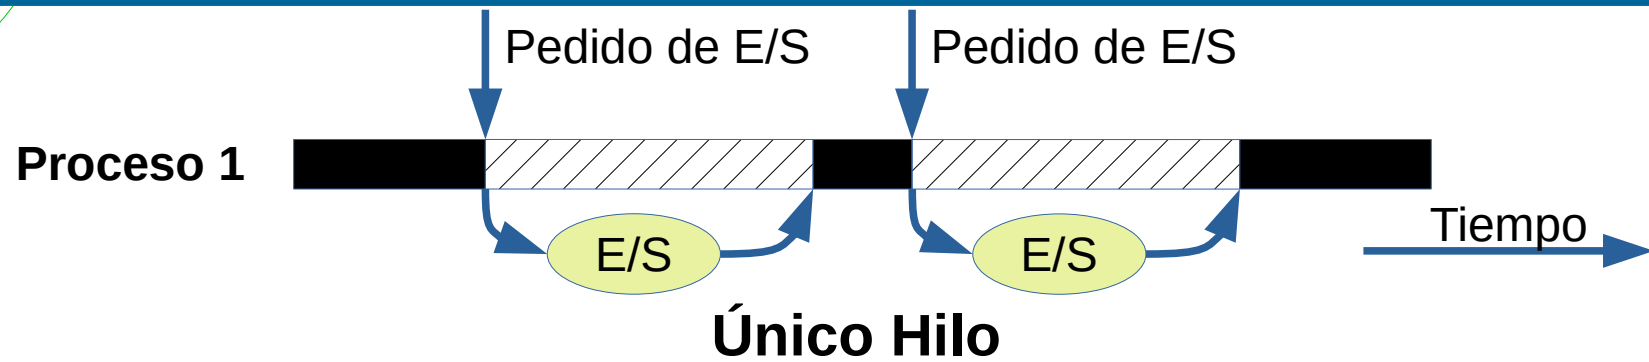 Pedido de E/S
Pedido de E/S
Proceso 1
Tiempo
E/S
E/S
Único Hilo